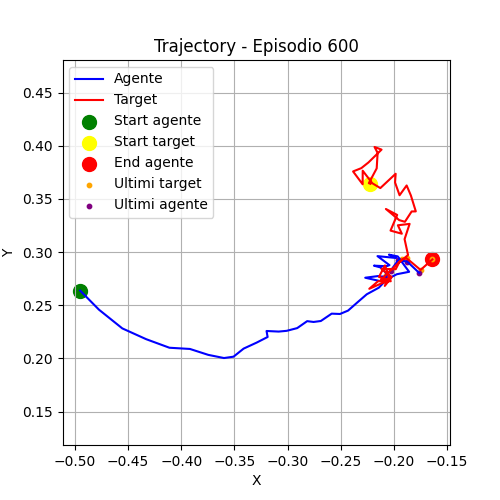 Trajectory - Episodio 600
Agente
Target
Start agente
Start target
End agente
Ultimi target
Ultimi agente
0.45
0.40
0.35
0.30
0.25
0.20
0.15
Y
−0.50 −0.45 −0.40 −0.35 −0.30 −0.25 −0.20 −0.15
X